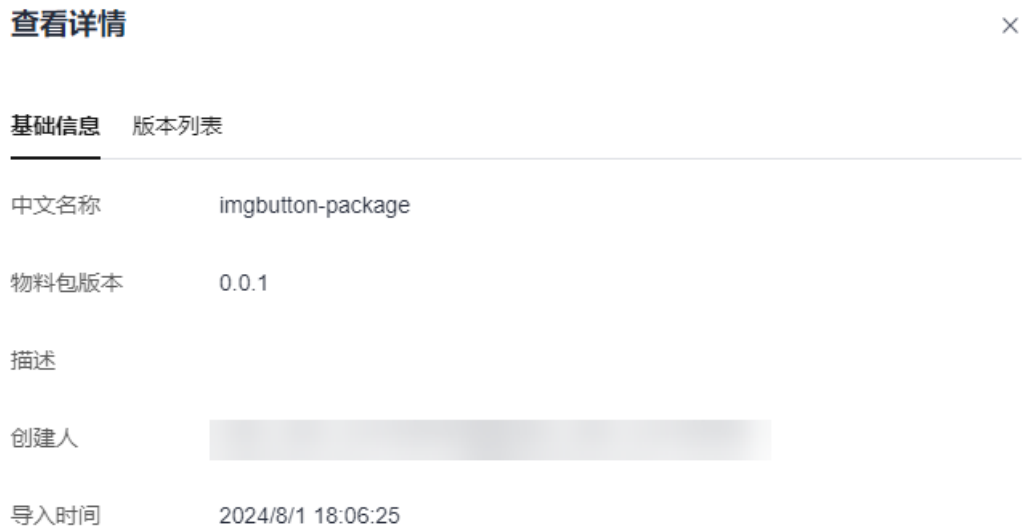 查看详情
基础信息 版本列表
中文名称 imgbutton-package
物料包版本 0.0.1
描述
创建人
导入时间 2024/8/1 18:06:25